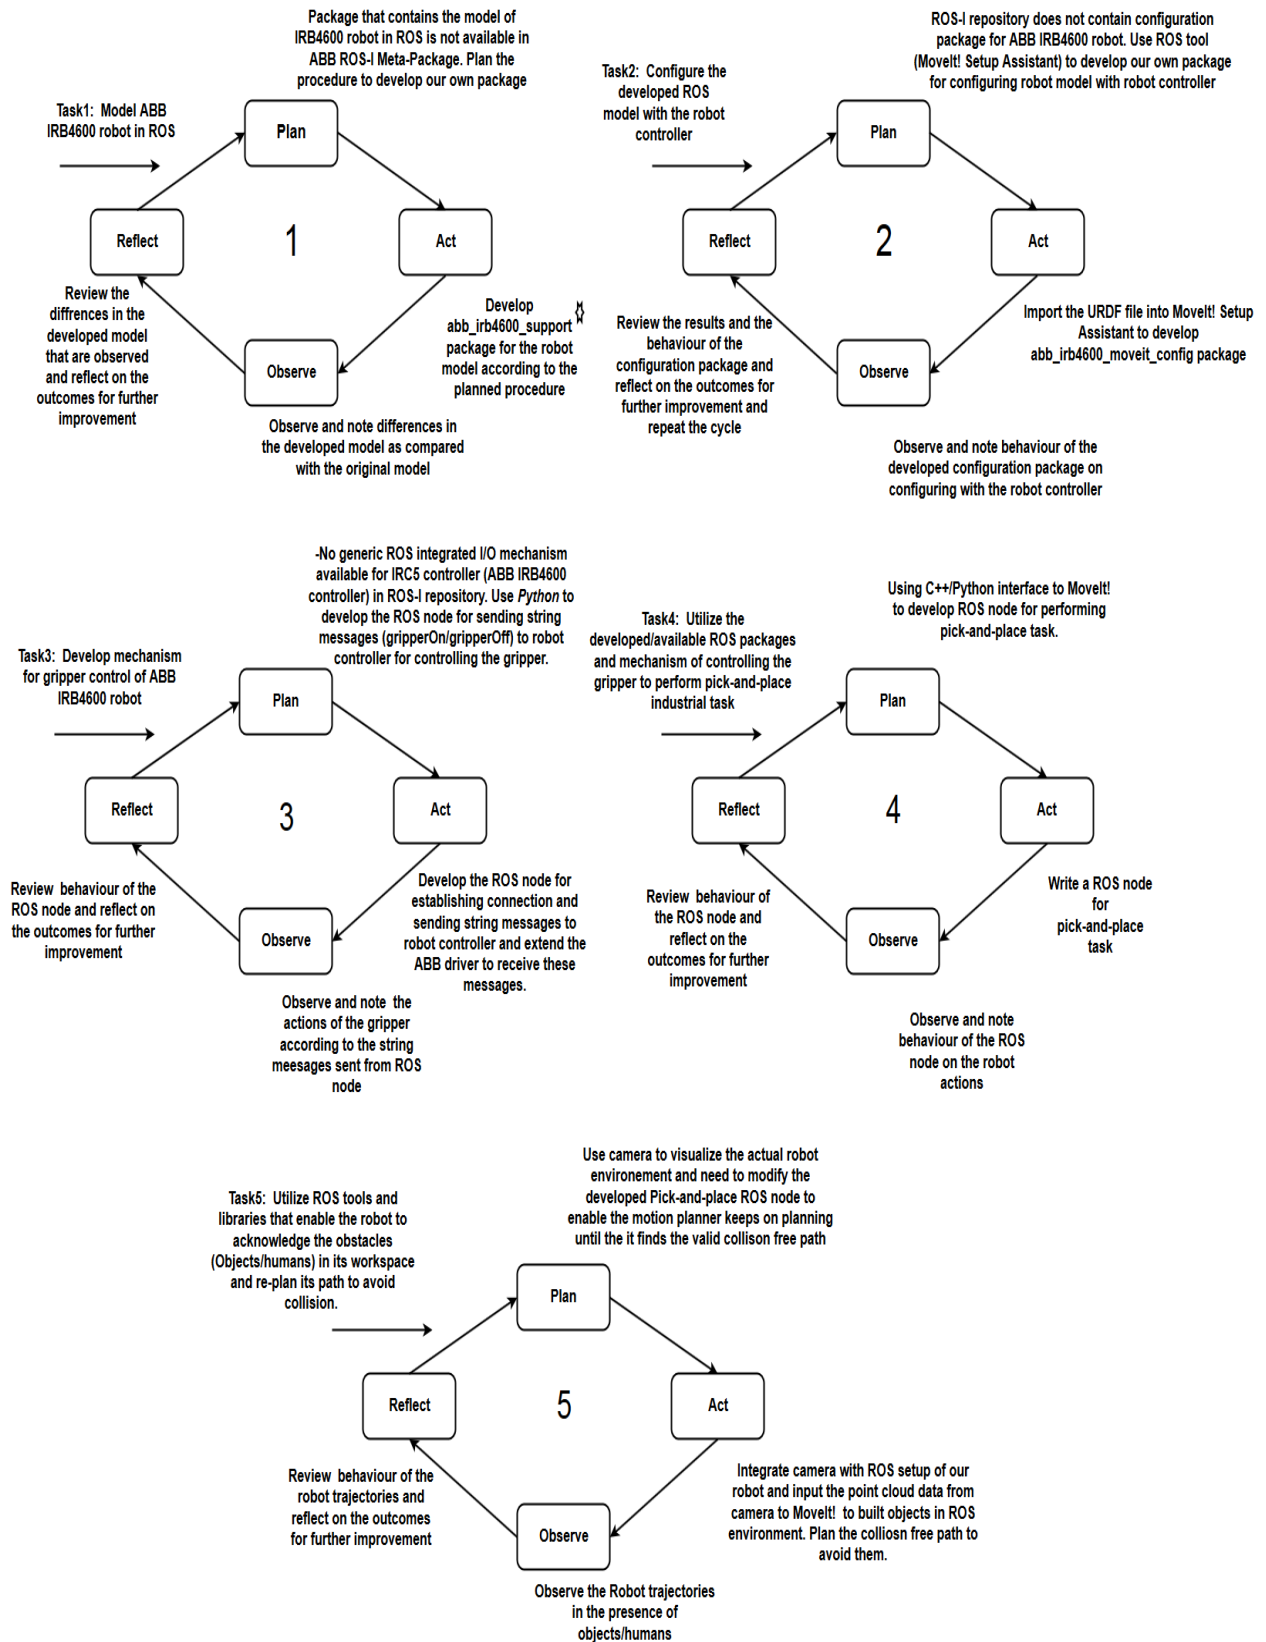 Package that contains the model of
IRB4600 robot in ROS is not available in
ABB ROS-I Meta-Package. Plan the
procedure to develop our own package
Task1: Model ABB
IRB4600 robot in ROS
Plan
Reflect
1
Act
Review the
diffrences in the
developed model
that are observed
and reflect on the
outcomes for further
improvement
Develop
abb_irb4600_support
package for the robot
model according to the
planned procedure
Observe
Observe and note differences in
the developed model as compared
with the original model
ROS-I repository does not contain configuration
package for ABB IRB4600 robot. Use ROS tool
(MoveIt! Setup Assistant) to develop our own package
for configuring robot model with robot controller
Task2: Configure the
developed ROS
model with the robot
controller
Plan
Reflect
2
Act
Review the results and the
behaviour of the
configuration package and
reflect on the outcomes for
further improvement and
repeat the cycle
Import the URDF file into MoveIt! Setup
Assistant to develop
abb_irb4600_moveit_config package
Observe
Observe and note behaviour of the
developed configuration package on
configuring with the robot controller
-No generic ROS integrated I/O mechanism
available for IRC5 controller (ABB IRB4600
controller) in ROS-I repository. Use Python to
develop the ROS node for sending string
messages (gripperOn/gripperOff) to robot
controller for controlling the gripper.
Task3: Develop mechanism
for gripper control of ABB
IRB4600 robot
Plan
Reflect
3
Act
Review behaviour of the
ROS node and reflect on
the outcomes for further
improvement
Develop the ROS node for
establishing connection and
sending string messages to
robot controller and extend the
ABB driver to receive these
messages.
Observe
Observe and note the
actions of the gripper
according to the string
meesages sent from ROS
node
Using C++/Python interface to MoveIt!
to develop ROS node for performing
pick-and-place task.
Task4: Utilize the
developed/available ROS packages
and mechanism of controlling the
gripper to perform pick-and-place
industrial task
Plan
Reflect
4
Act
Review behaviour of
the ROS node and
reflect on the
outcomes for further
improvement
Write a ROS node
for
pick-and-place
task
Observe
Observe and note
behaviour of the ROS
node on the robot
actions
Use camera to visualize the actual robot
environement and need to modify the
developed Pick-and-place ROS node to
enable the motion planner keeps on planning
until the it finds the valid collison free path
Task5: Utilize ROS tools and
libraries that enable the robot to
acknowledge the obstacles
(Objects/humans) in its workspace
and re-plan its path to avoid
collision.
Plan
Reflect
5
Act
Review behaviour of the
robot trajectories and
reflect on the outcomes
for further improvement
Integrate camera with ROS setup of our
robot and input the point cloud data from
camera to MoveIt! to built objects in ROS
environment. Plan the colliosn free path to
avoid them.
Observe
Observe the Robot trajectories
in the presence of
objects/humans